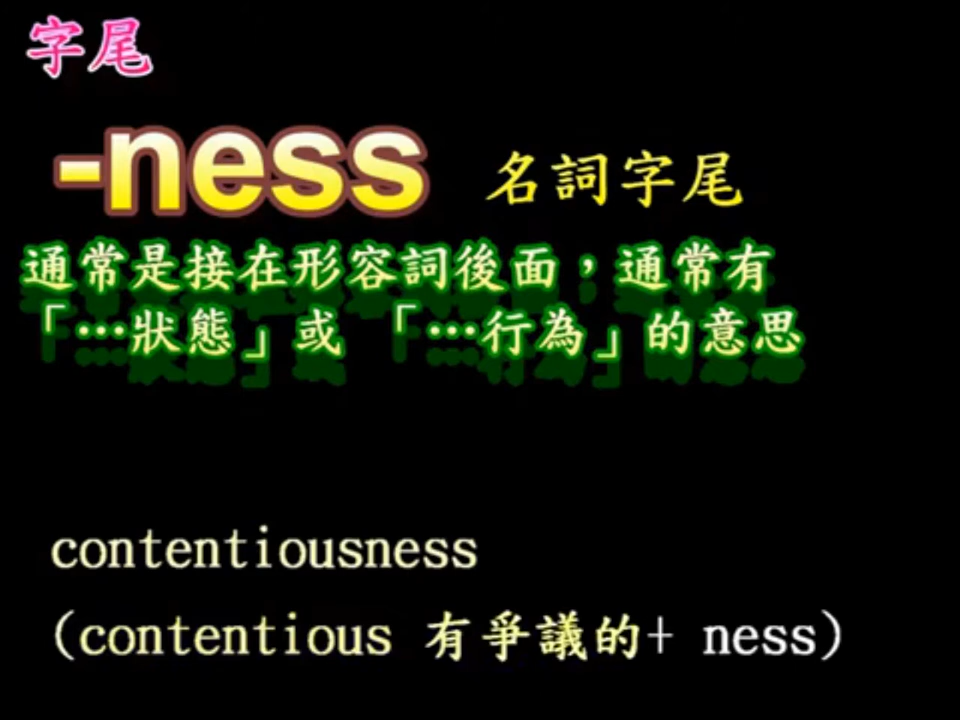 字尾
-ness 名詞字尾
通常是接在形容詞後面，通常有
「…狀態」或 「…行為」的意思
contentiousness
(contentious 有爭議的+ ness)